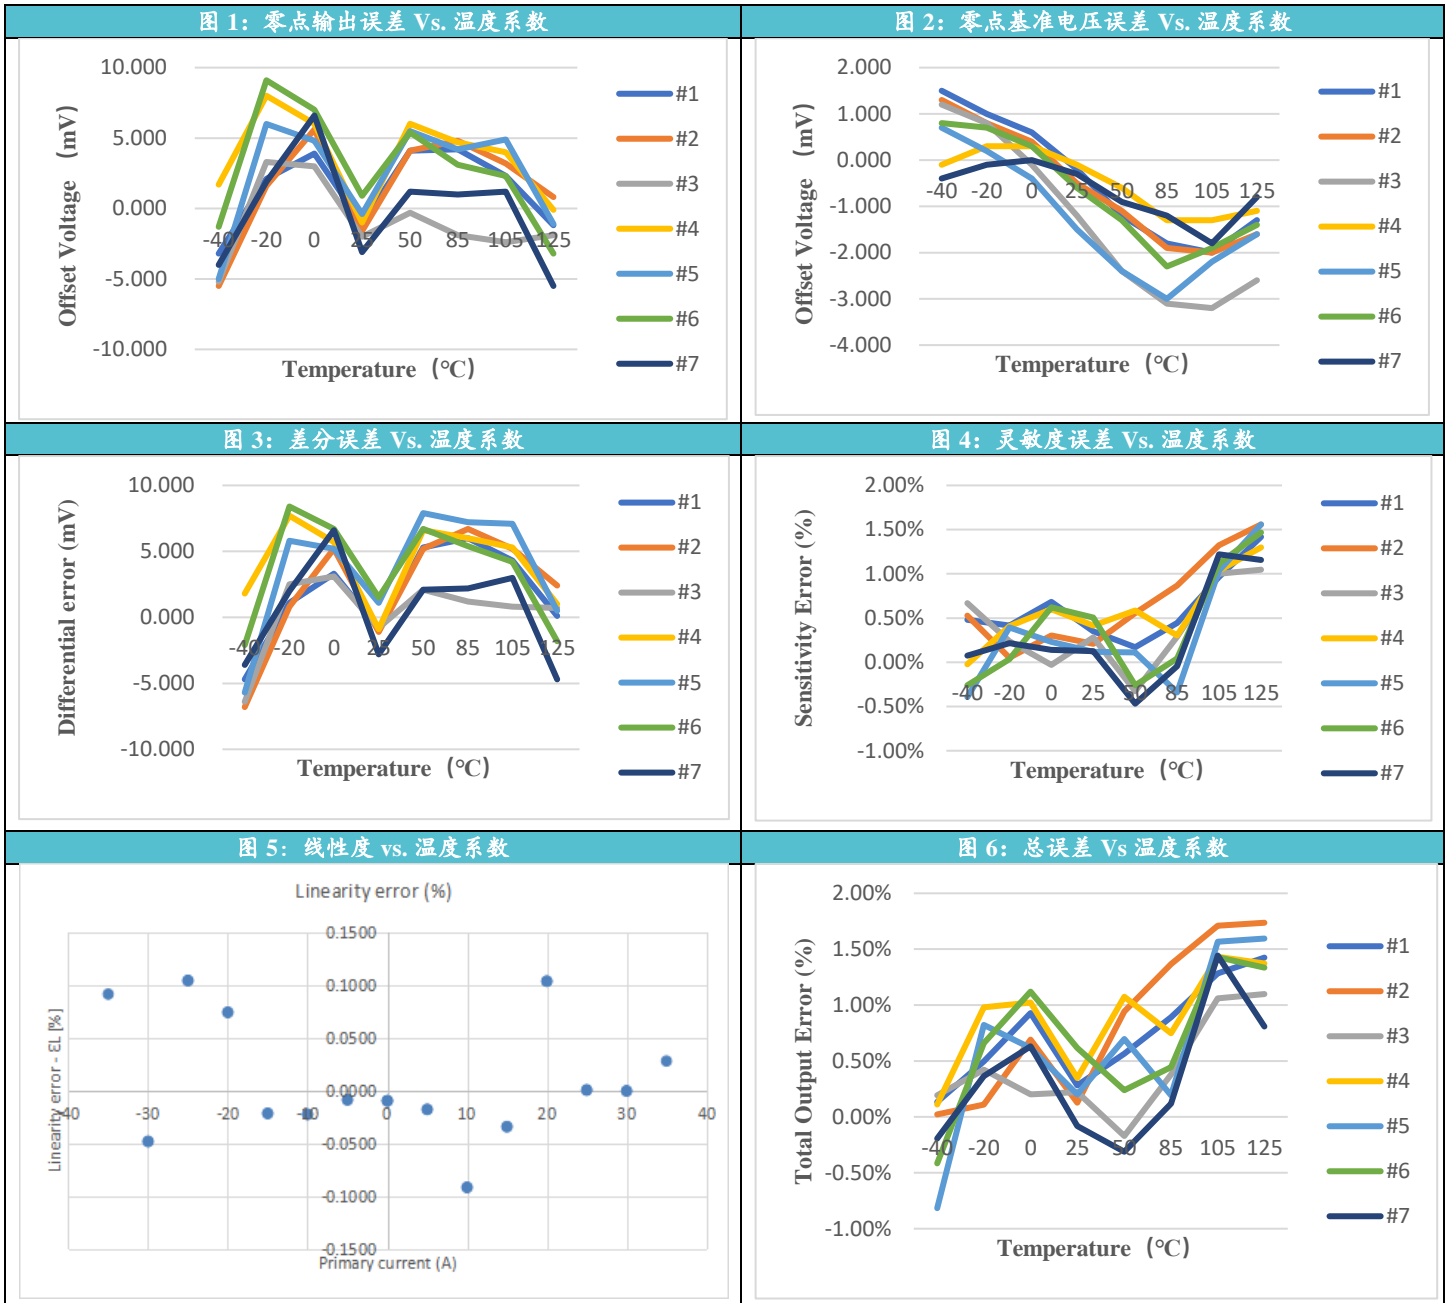 图 1：零点输出误差 Vs. 温度系数
10.000
5.000
0.000
-5.000
-10.000
Offset Voltage （mV）
-40 -20 0 25 50 85 105 125
Temperature（°C）
#1
#2
#3
#4
#5
#6
#7
图 2：零点基准电压误差 Vs. 温度系数
2.000
1.000
0.000
-1.000
-2.000
-3.000
-4.000
Offset Voltage （mV）
-40 -20 0 25 50 85 105 125
Temperature（°C）
#1
#2
#3
#4
#5
#6
#7
图 3：差分误差 Vs. 温度系数
10.000
5.000
0.000
-5.000
-10.000
Differential error (mV)
-40 -20 0 25 50 85 105 125
Temperature（°C）
#1
#2
#3
#4
#5
#6
#7
图 4：灵敏度误差 Vs. 温度系数
2.00%
1.50%
1.00%
0.50%
0.00%
-0.50%
-1.00%
Sensitivity Error (%)
-40 -20 0 25 50 85 105 125
Temperature（°C）
#1
#2
#3
#4
#5
#6
#7
图 5：线性度 vs. 温度系数
Linearity error (%)
0.1500
0.1000
0.0500
0.0000
-0.0500
-0.1000
-0.1500
Linearity error - εL [%]
-40 -30 -20 -10 0 10 20 30 40
Primary current (A)
图 6：总误差 Vs 温度系数
2.00%
1.50%
1.00%
0.50%
0.00%
-0.50%
-1.00%
Total Output Error (%)
-40 -20 0 25 50 85 105 125
Temperature（°C）
#1
#2
#3
#4
#5
#6
#7